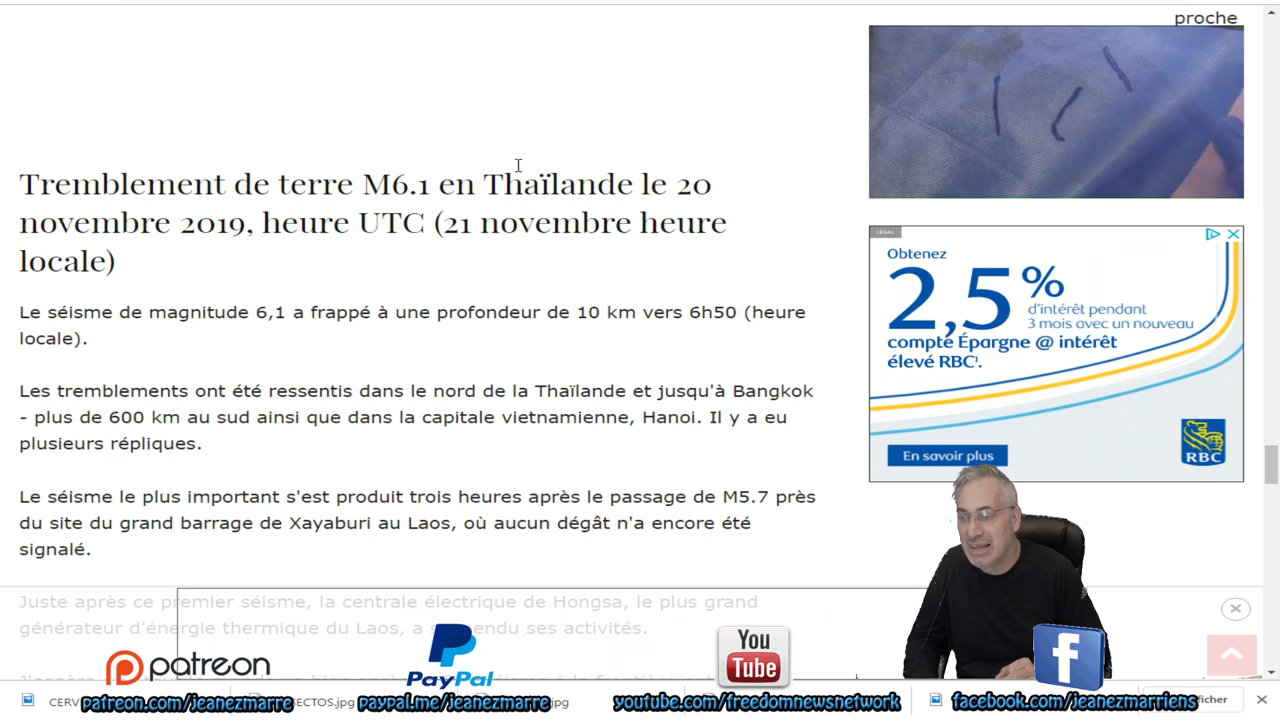 proche
Tremblement de terre M6.1 en Thaïlande le 20
novembre 2019, heure UTC (21 novembre heure
locale)
Le séisme de magnitude 6,1 a frappé à une profondeur de 10 km vers 6h50 (heure
locale).
Les tremblements ont été ressentis dans le nord de la Thaïlande et jusqu'à Bangkok
- plus de 600 km au sud ainsi que dans la capitale vietnamienne, Hanoi. Il y a eu
plusieurs répliques.
Le séisme le plus important s'est produit trois heures après le passage de M5.7 près
du site du grand barrage de Xayaburi au Laos, où aucun dégât n'a encore été
signalé.
Juste après ce premier séisme, la centrale électrique de Hongsa, le plus grand
générateur d'énergie thermique du Laos, a suspendu ses activités.
LÉGAL
Obtenez
2,5 %
d'intérêt pendant
3 mois avec un nouveau
compte Épargne @ intérêt
élevé RBC¹.
En savoir plus
RBC
patreon
PayPal
You
Tube
f
patreon.com/jeanezmarre
paypal.me/jeanezmarre
youtube.com/freedomnewsnetwork
facebook.com/jeanezmarriens